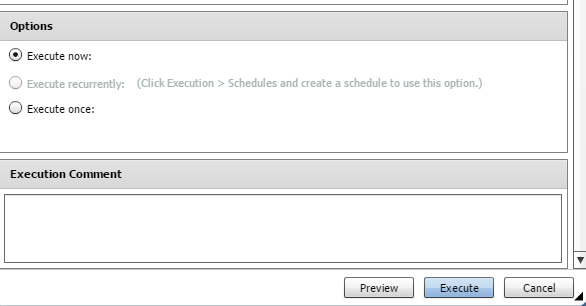 Options
Execute now:
Execute recurrently: (Click Execution > Schedules and create a schedule to use this option.)
Execute once:
Execution Comment
Preview Execute Cancel